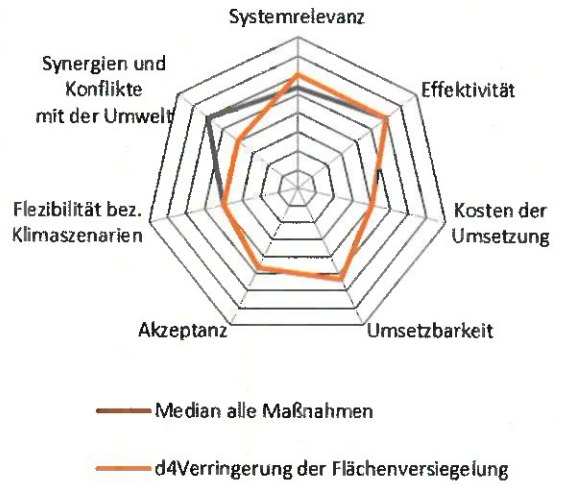 Systemrelevanz
Synergien und
Konflikte
mit der Umwelt
Effektivität
Flezibilität bez.
Klimaszenarien
Kosten der
Umsetzung
Akzeptanz
Umsetzbarkeit
Median alle Maßnahmen
d4Verringerung der Flächenversiegelung